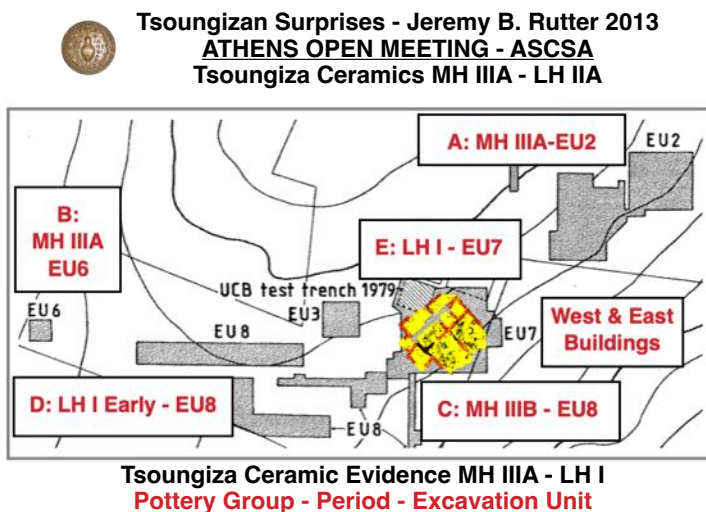 Tsoungizan Surprises - Jeremy B. Rutter 2013
ATHENS OPEN MEETING - ASCSA
Tsoungiza Ceramics MH IIIA - LH IIA
A: MH IIIA-EU2
EU2
B:
MH IIIA
EU6
E: LH I - EU7
UCB test trench 1979
EU6
EU3
EU8
EU7
West & East
Buildings
D: LH I Early - EU8
EU8
C: MH IIIB - EU8
Tsoungiza Ceramic Evidence MH IIIA - LH I
Pottery Group - Period - Excavation Unit